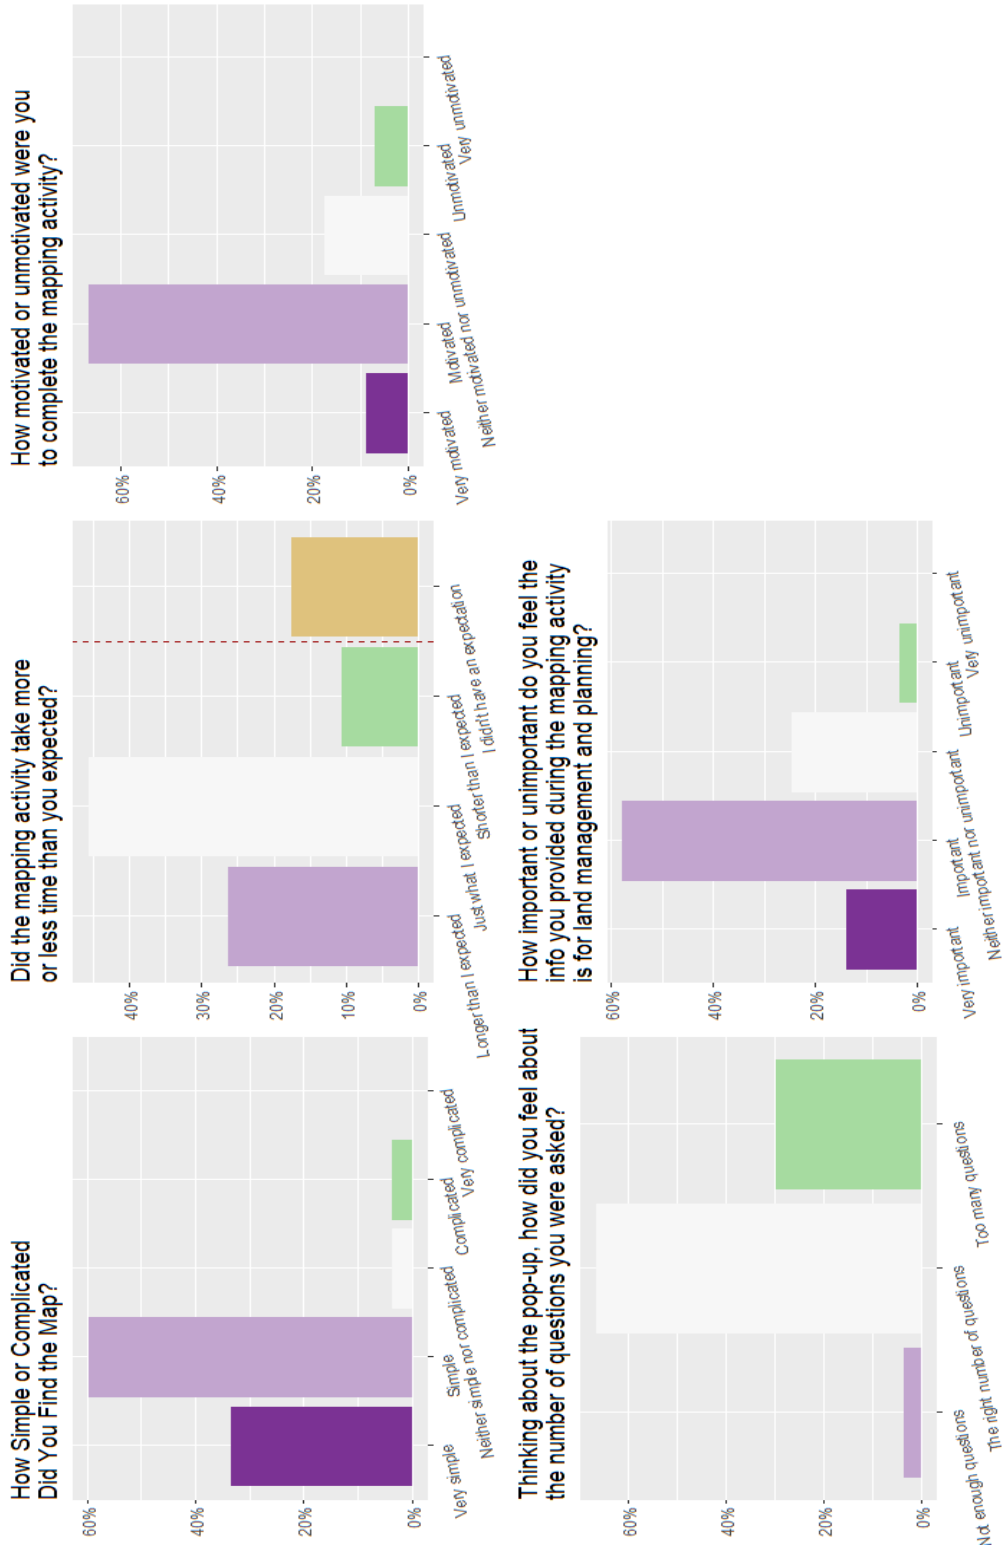 How Simple or Complicated
Did You Find the Map?
60%
40%
20%
0%
Very simple
Simple
Neither simple nor complicated
Complicated
Very complicated
Did the mapping activity take more
or less time than you expected?
40%
30%
20%
10%
0%
Longer than I expected
Just what I expected
Shorter than I expected
I didn't have an expectation
How motivated or unmotivated were you
to complete the mapping activity?
60%
40%
20%
0%
Very motivated
Motivated
Neither motivated nor unmotivated
Unmotivated
Very unmotivated
Thinking about the pop-up, how did you feel about
the number of questions you were asked?
60%
40%
20%
0%
Not enough questions
The right number of questions
Too many questions
How important or unimportant do you feel the
info you provided during the mapping activity
is for land management and planning?
60%
40%
20%
0%
Very important
Important
Neither important nor unimportant
Unimportant
Very unimportant